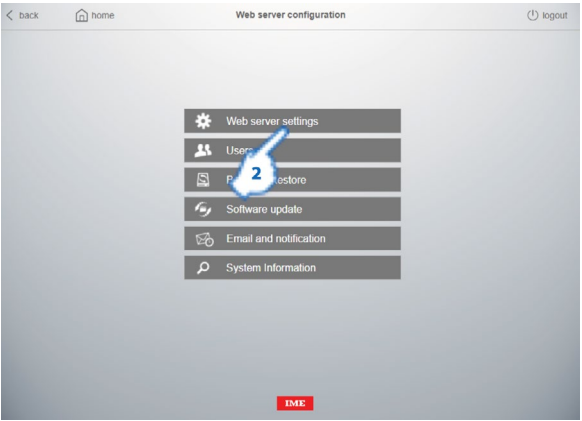 back
home
Web server configuration
logout
Web server settings
Users
2
Software update
Email and notification
System Information
IME